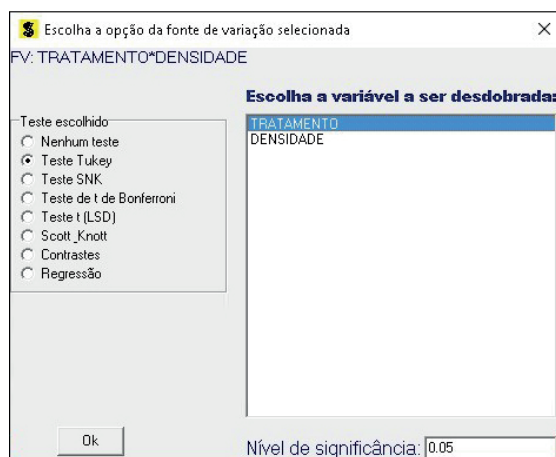 Escolha a opção da fonte de variação selecionada
FV: TRATAMENTO*DENSIDADE
Escolha a variável a ser desdobrada:
Teste escolhido
Nenhum teste
Teste Tukey
Teste SNK
Teste de t de Bonferroni
Teste t (LSD)
Scott_Knott
Contrastes
Regressão
TRATAMENTO
DENSIDADE
Ok
Nível de significância: 0.05